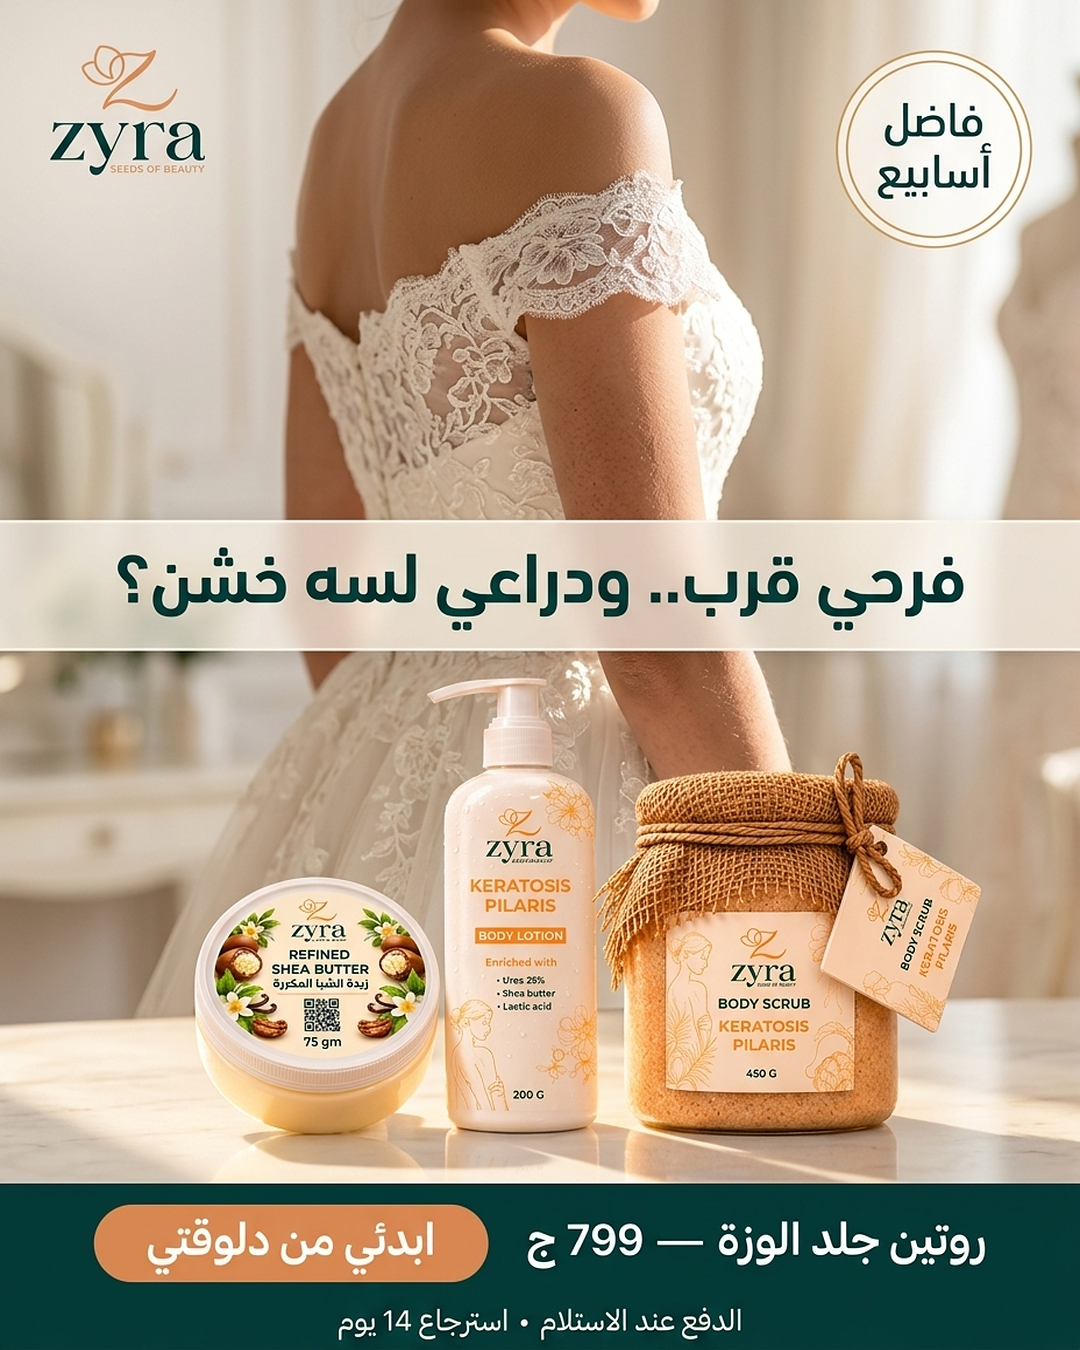 zyra
SEEDS OF BEAUTY
فاضل
أسابيع
فرحي قرب.. ودراعي لسه خشن؟
zyra
REFINED
SHEA BUTTER
زبدة الشيا المكررة
75 gm
zyra
KERATOSIS
PILARIS
BODY LOTION
Enriched with
• Ures 25%
• Shea butter
• Laetic acid
200 G
zyra
BODY SCRUB
KERATOSIS
PILARIS
450 G
zyra
BODY SCRUB
KERATOSIS
PILARIS
روتين جلد الوزة — 799 ج
ابدئي من دلوقتي
الدفع عند الاستلام • استرجاع 14 يوم